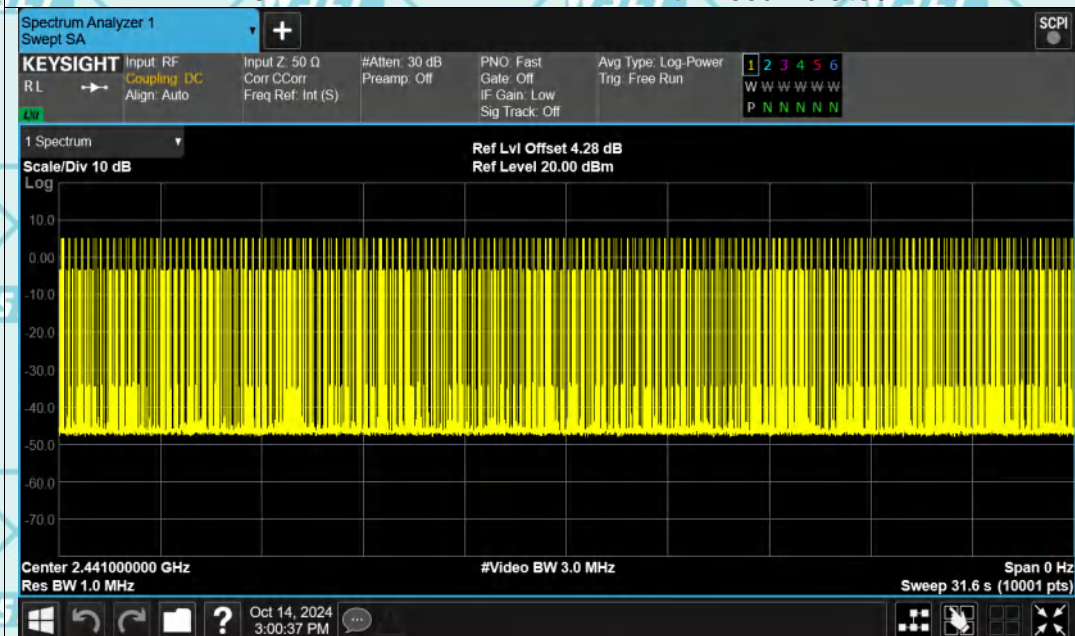 Spectrum Analyzer 1
Swept SA
+
SCPI
KEYSIGHT
RL
LXI
Input: RF
Coupling: DC
Align: Auto
Input Z: 50 Ω
Corr CCorr
Freq Ref: Int (S)
#Atten: 30 dB
Preamp: Off
PNO: Fast
Gate: Off
IF Gain: Low
Sig Track: Off
Avg Type: Log-Power
Trig: Free Run
1 2 3 4 5 6
W W W W W W
P N N N N N
1 Spectrum
Scale/Div 10 dB
Ref Lvl Offset 4.28 dB
Ref Level 20.00 dBm
Log
10.0
0.00
-10.0
-20.0
-30.0
-40.0
-50.0
-60.0
-70.0
Center 2.441000000 GHz
#Video BW 3.0 MHz
Span 0 Hz
Res BW 1.0 MHz
Sweep 31.6 s (10001 pts)
?
Oct 14, 2024
3:00:37 PM